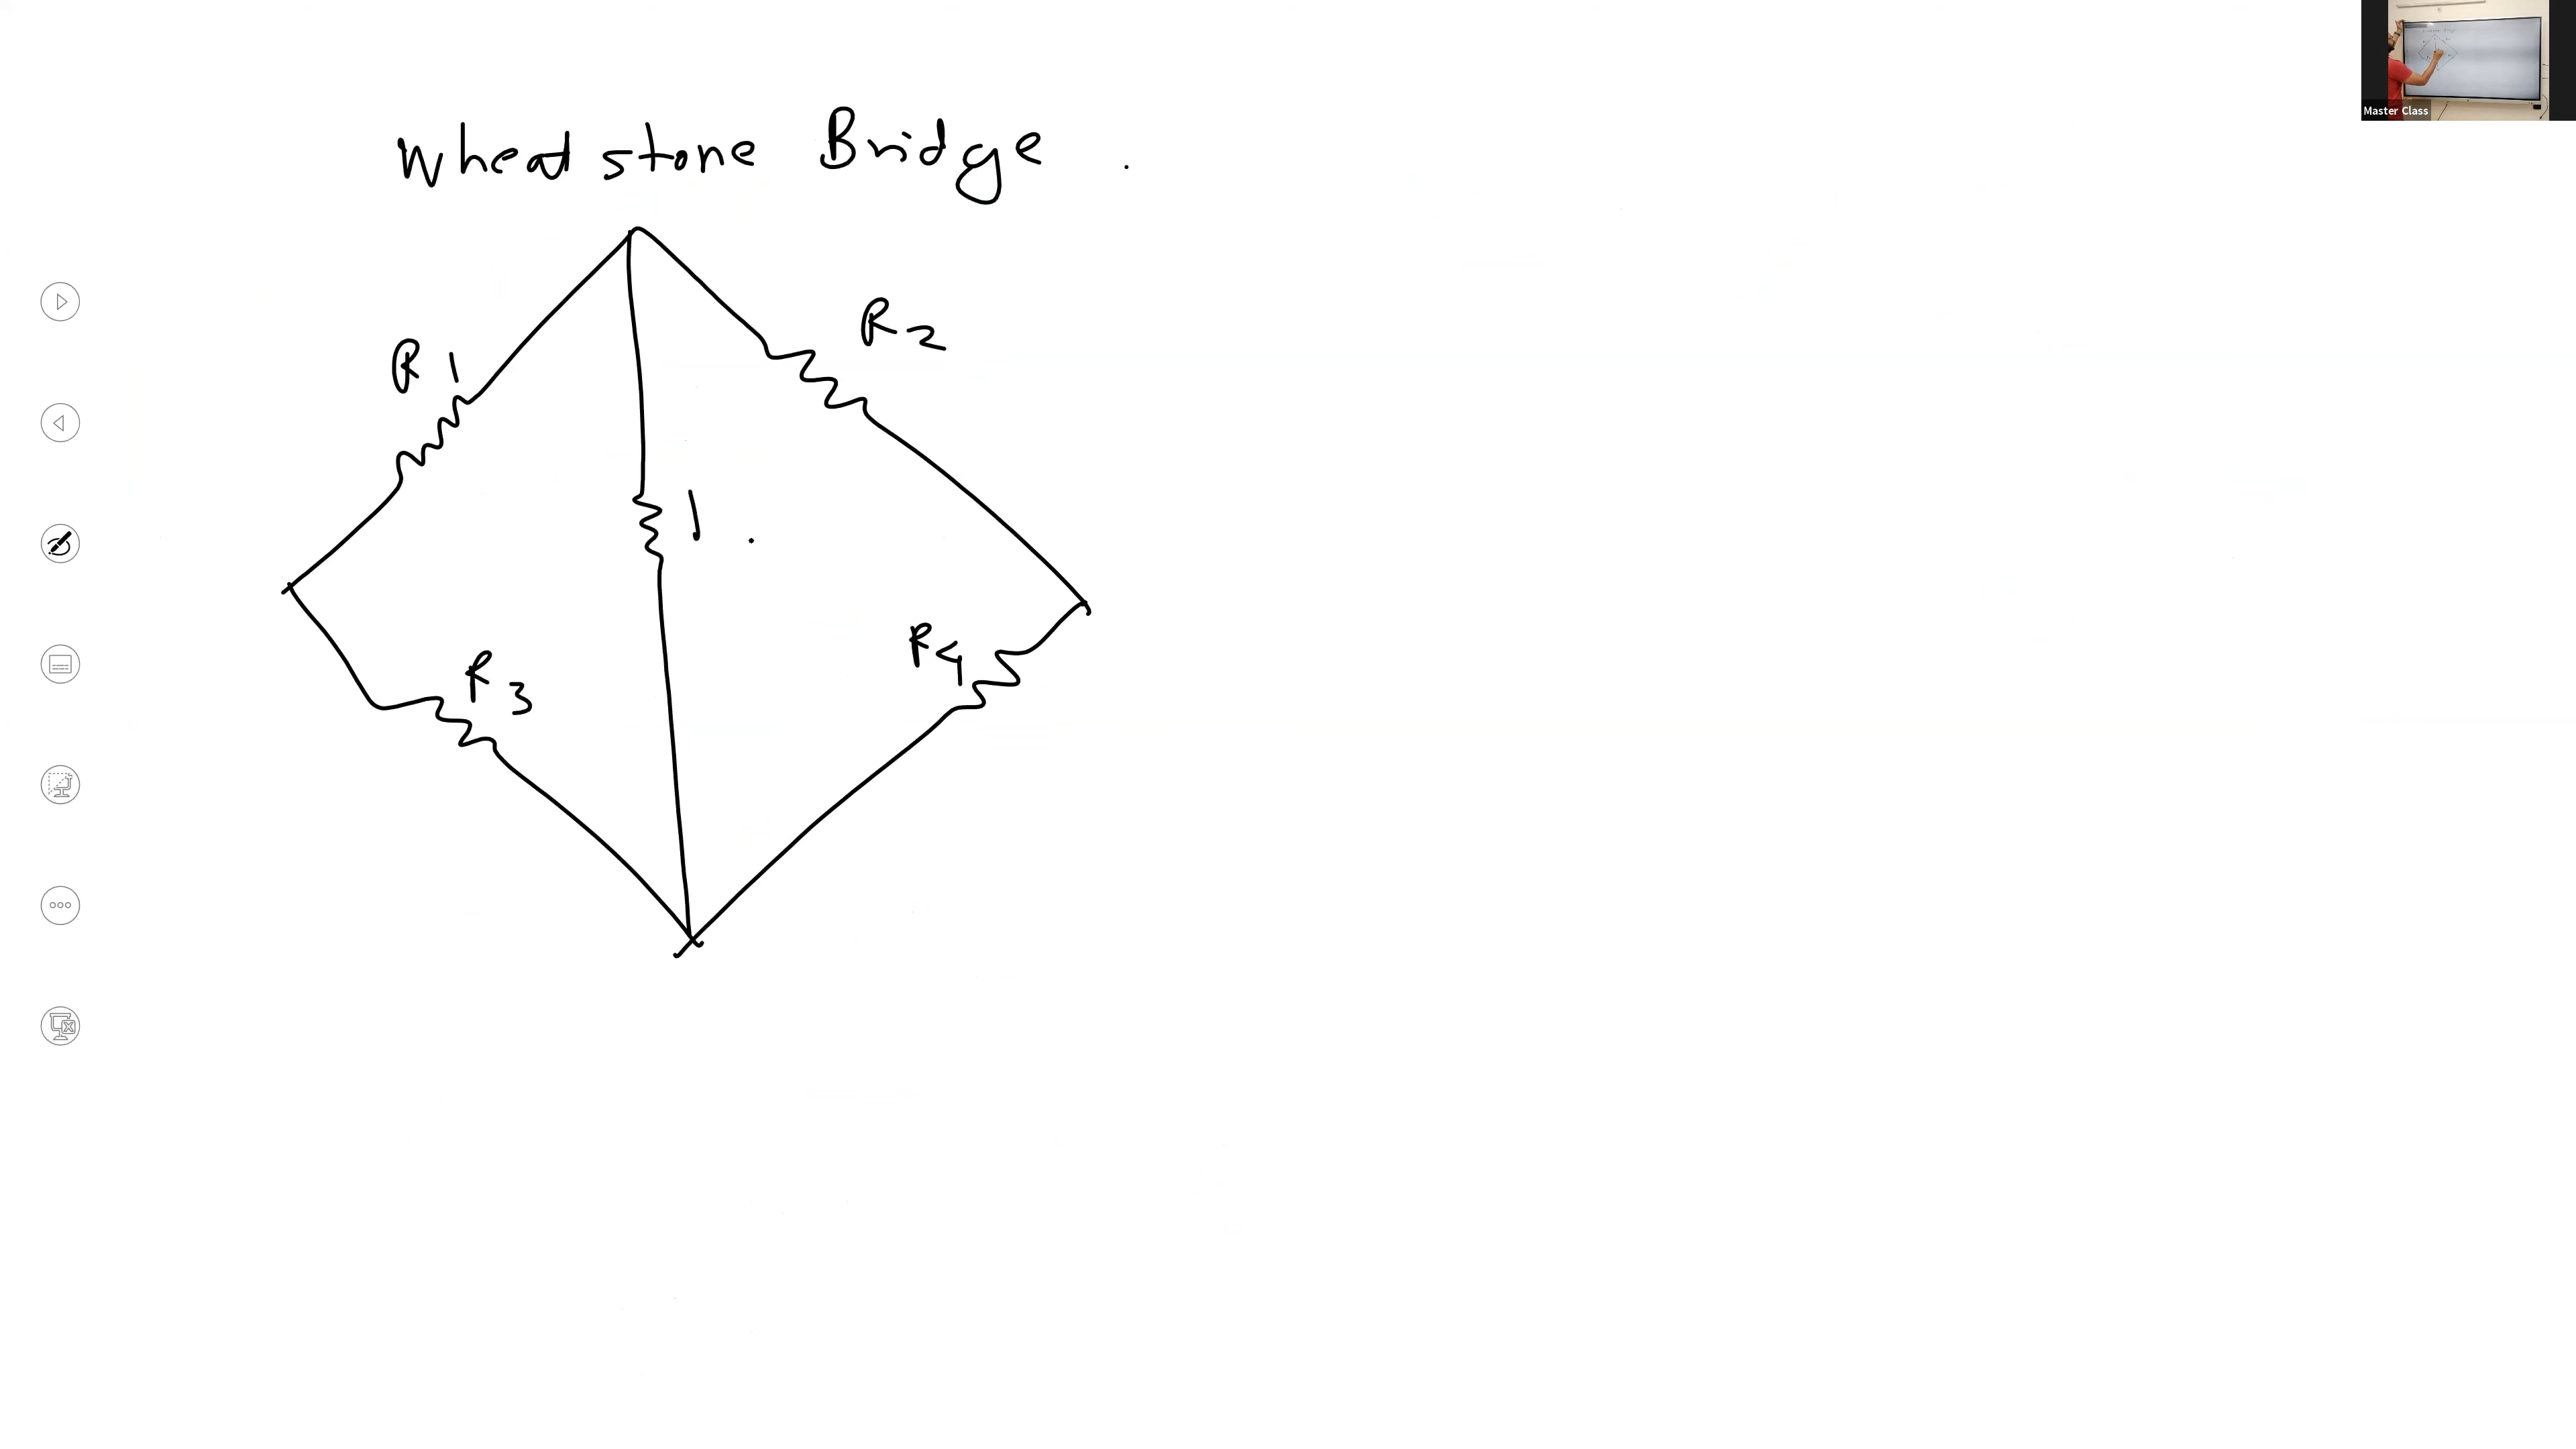 Wheatstone Bridge .
R1
R2
1 .
R3
R4
Master Class